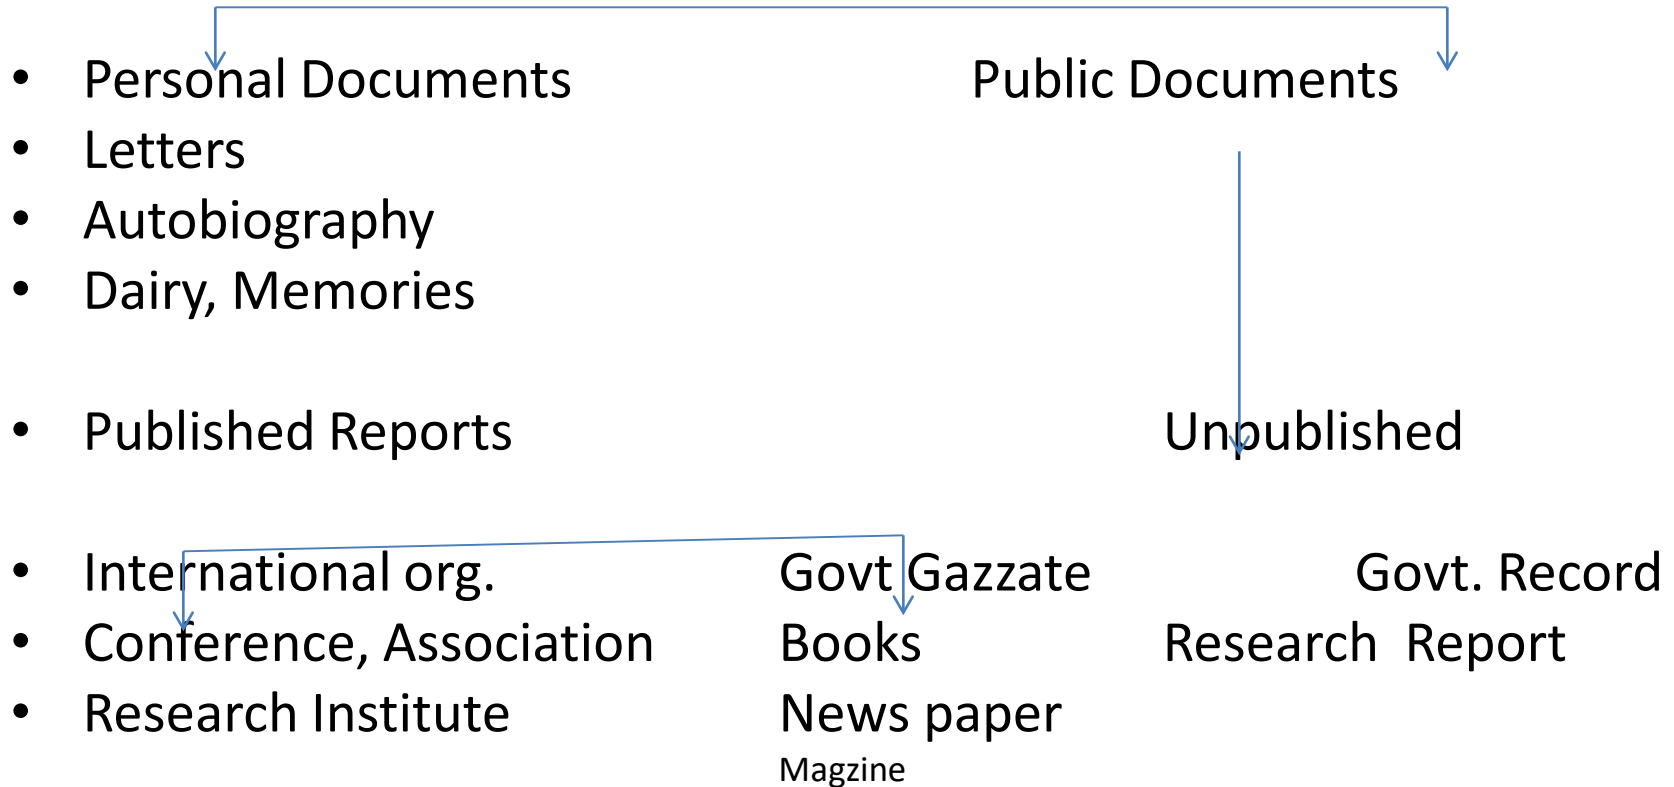 • Personal Documents Public Documents
• Letters
• Autobiography
• Dairy, Memories
• Published Reports Unpublished
• International org. Govt Gazzate Govt. Record
• Conference, Association Books Research Report
• Research Institute News paper
Magzine